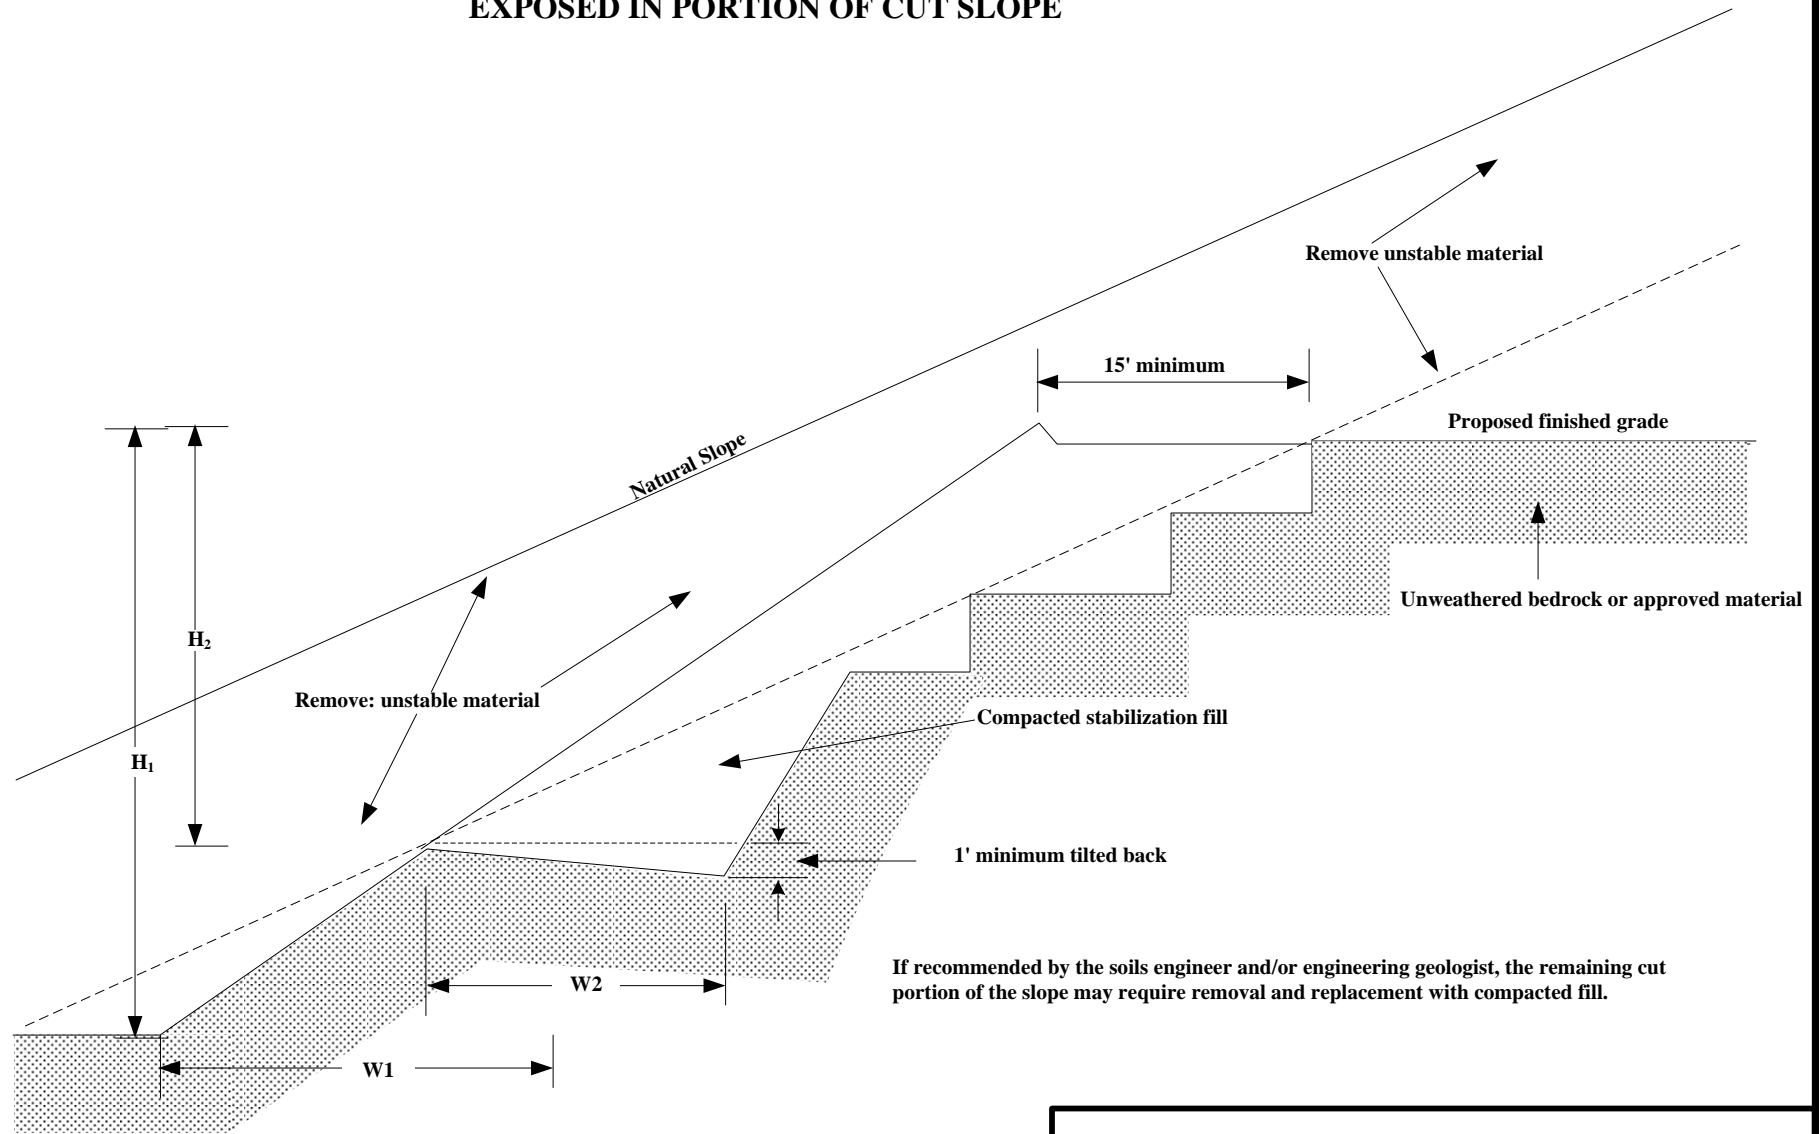 EXPOSED IN PORTION OF CUT SLOPE
Remove unstable material
15' minimum
Proposed finished grade
Natural Slope
Unweathered bedrock or approved material
H₂
Remove: unstable material
Compacted stabilization fill
H₁
1' minimum tilted back
If recommended by the soils engineer and/or engineering geologist, the remaining cut
portion of the slope may require removal and replacement with compacted fill.
W2
W1